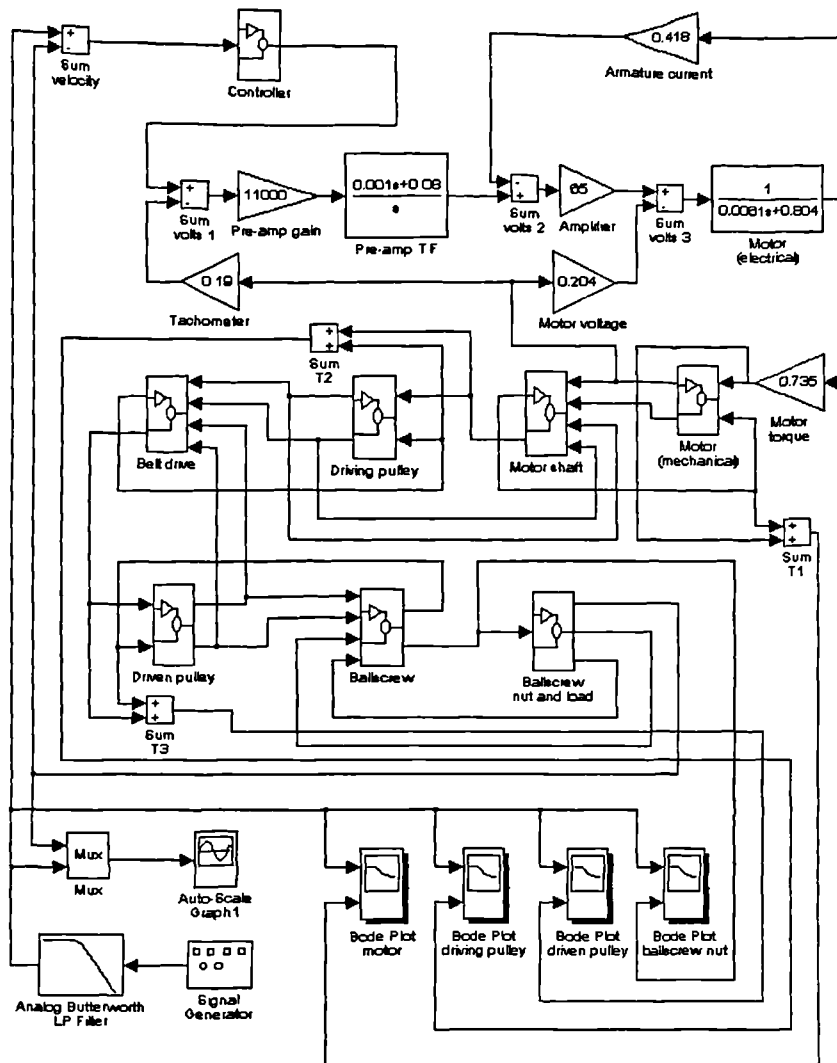 0.418
Armature current
+
-
Sum
velocity
Controller
+
-
Sum
volts 1
11000
Pre-amp gain
0.001s+0.08
s
Pre-amp TF
-
+
Sum
volts 2
65
Amplifier
+
-
Sum
volts 3
1
0.0081s+0.804
Motor
(electrical)
0.19
Tachometer
0.204
Motor voltage
+
+
Sum
T2
Belt drive
Driving pulley
Motor shaft
Motor
(mechanical)
0.735
Motor
torque
+
+
Sum
T1
Driven pulley
Ballscrew
Ballscrew
nut and load
+
+
Sum
T3
Mux
Mux
Auto-Scale
Graph1
Bode Plot
motor
Bode Plot
driving pulley
Bode Plot
driven pulley
Bode Plot
ballscrew nut
Analog Butterworth
LP Filter
Signal
Generator